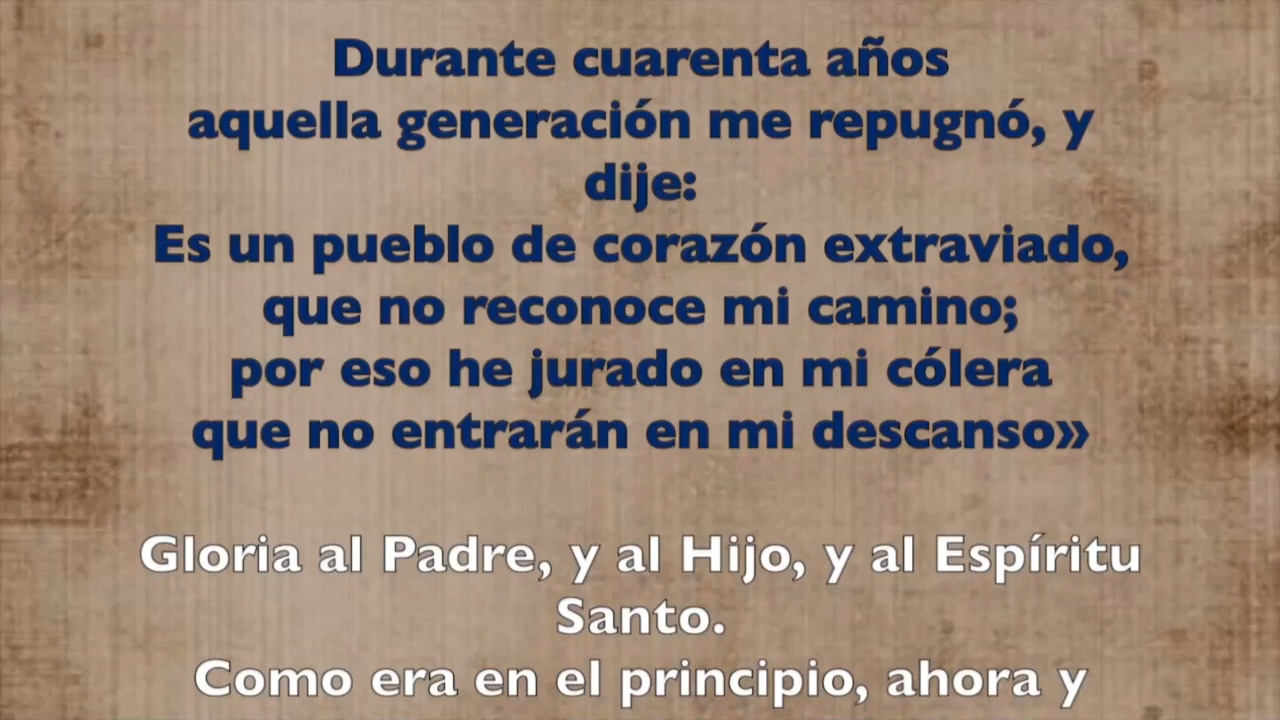 Durante cuarenta años
aquella generación me repugnó, y
dije:
Es un pueblo de corazón extraviado,
que no reconoce mi camino;
por eso he jurado en mi cólera
que no entrarán en mi descanso»
Gloria al Padre, y al Hijo, y al Espíritu
Santo.
Como era en el principio, ahora y